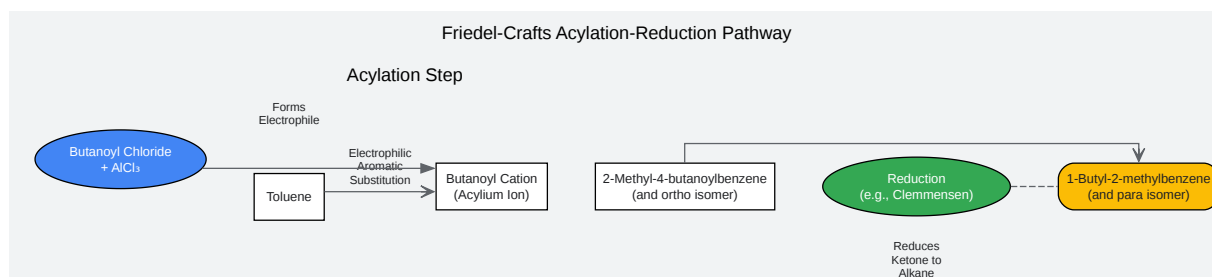 Friedel-Crafts Acylation-Reduction Pathway
Acylation Step
Forms
Electrophile
Butanoyl Chloride
+ AlCl₃
Electrophilic
Aromatic
Substitution
Toluene
Butanoyl Cation
(Acylium Ion)
2-Methyl-4-butanoylbenzene
(and ortho isomer)
Reduction
(e.g., Clemmensen)
1-Butyl-2-methylbenzene
(and para isomer)
Reduces
Ketone to
Alkane